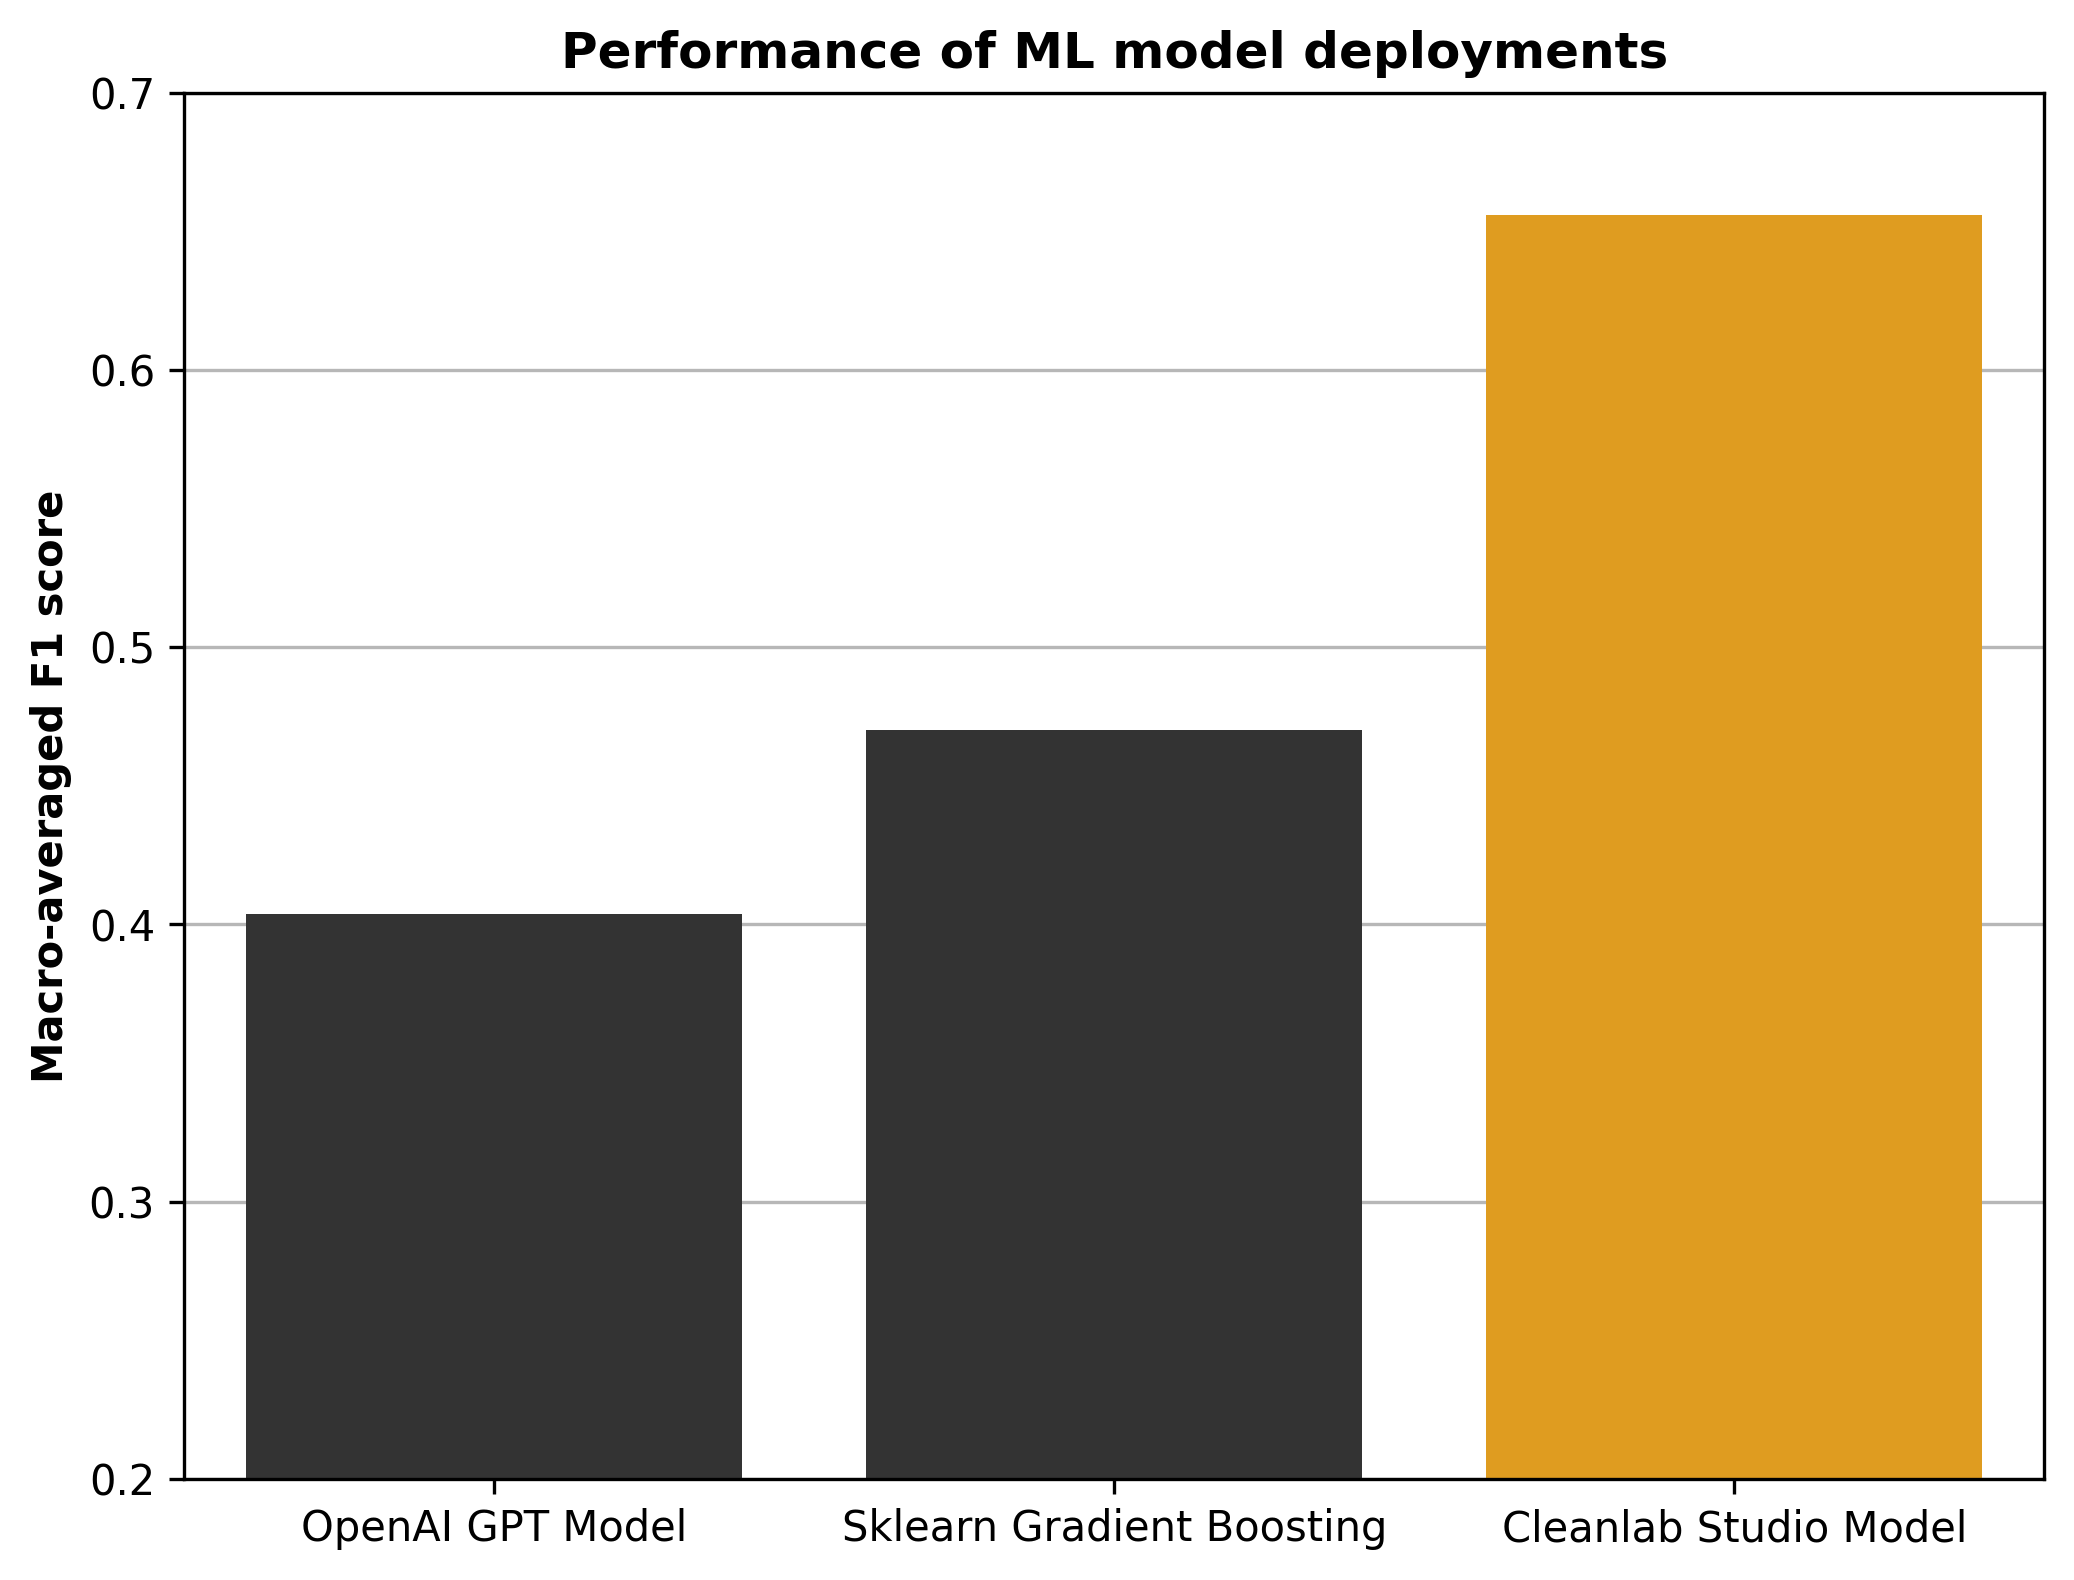 Performance of ML model deployments
Macro-averaged F1 score
0.7
0.6
0.5
0.4
0.3
0.2
OpenAI GPT Model
Sklearn Gradient Boosting
Cleanlab Studio Model